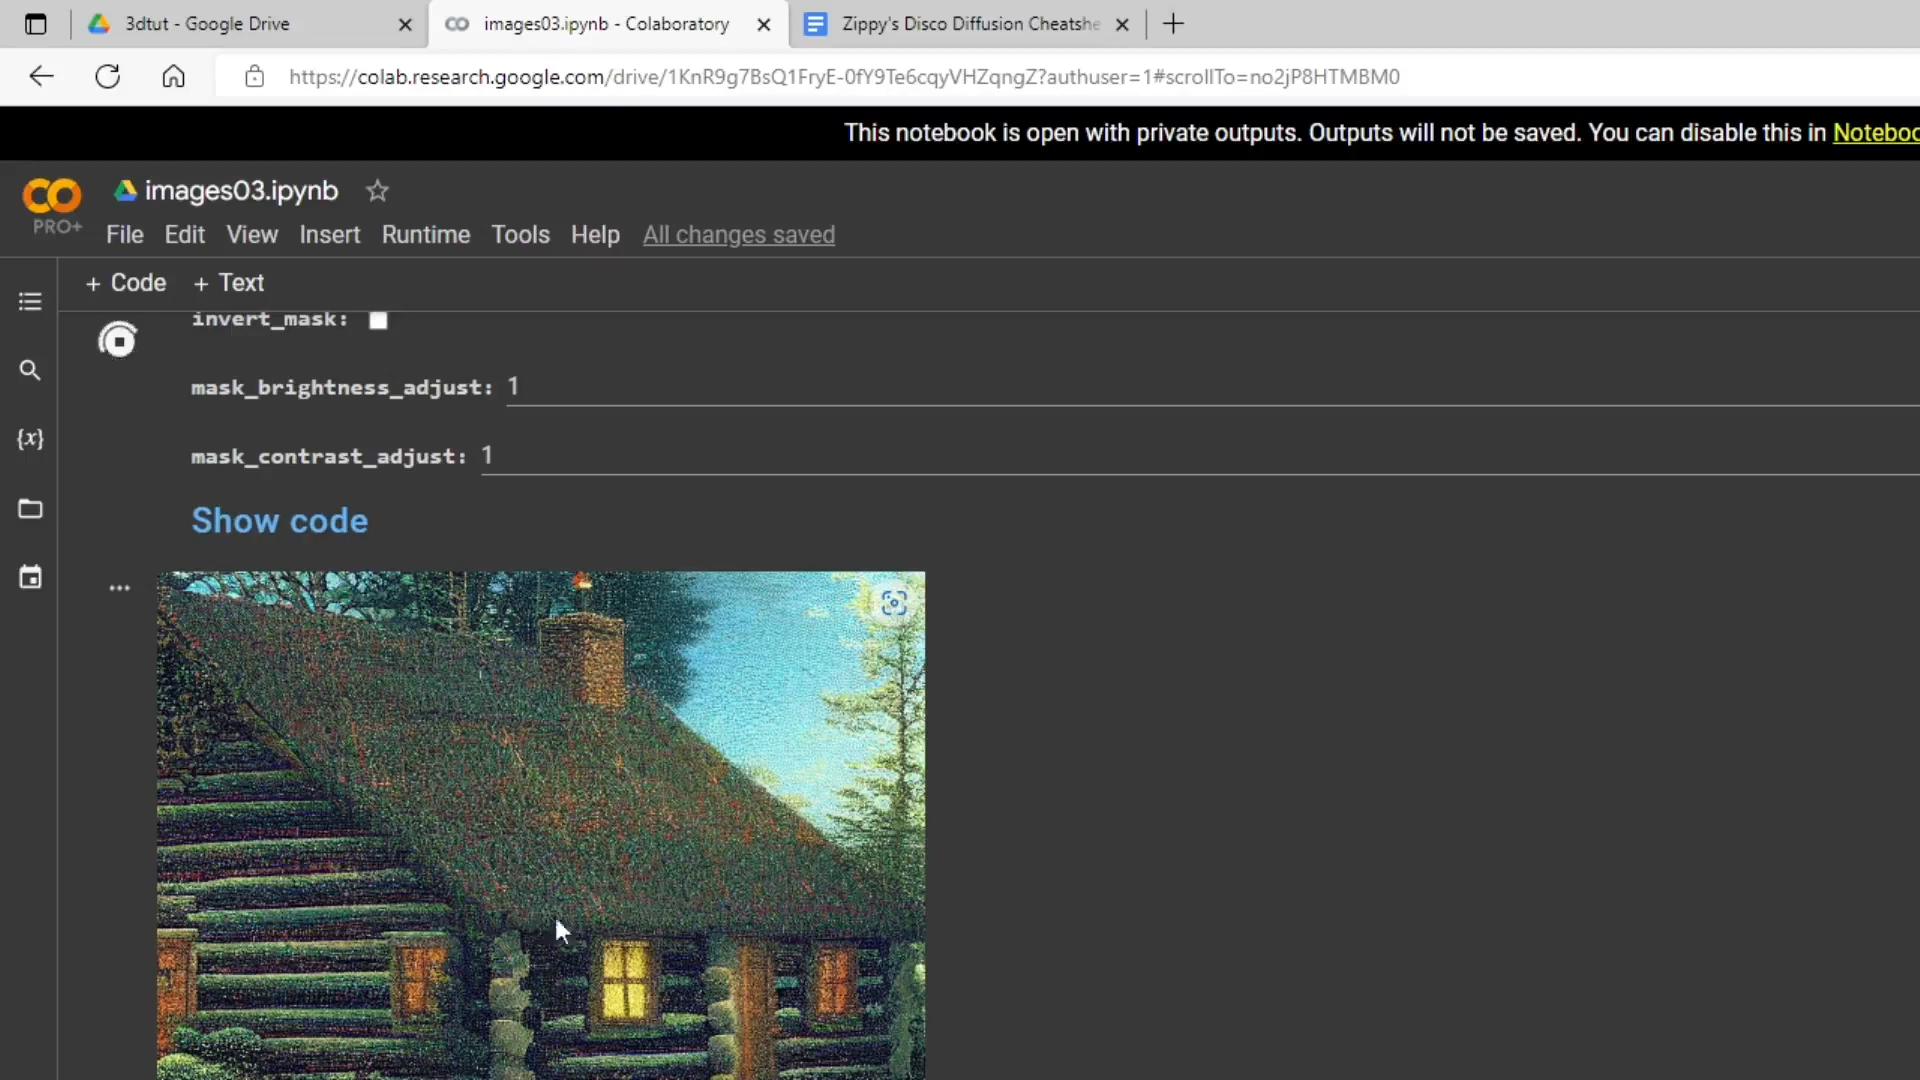 3dtut - Google Drive
images03.ipynb - Colaboratory
Zippy's Disco Diffusion Cheatshe
https://colab.research.google.com/drive/1KnR9g7BsQ1FryE-0fY9Te6cqyVHZqngZ?authuser=1#scrollTo=no2jP8HTMBM0
This notebook is open with private outputs. Outputs will not be saved. You can disable this in Noteboo
CO
PRO+
images03.ipynb
File Edit View Insert Runtime Tools Help All changes saved
+ Code + Text
invert_mask:
{x}
mask_brightness_adjust: 1
mask_contrast_adjust: 1
Show code